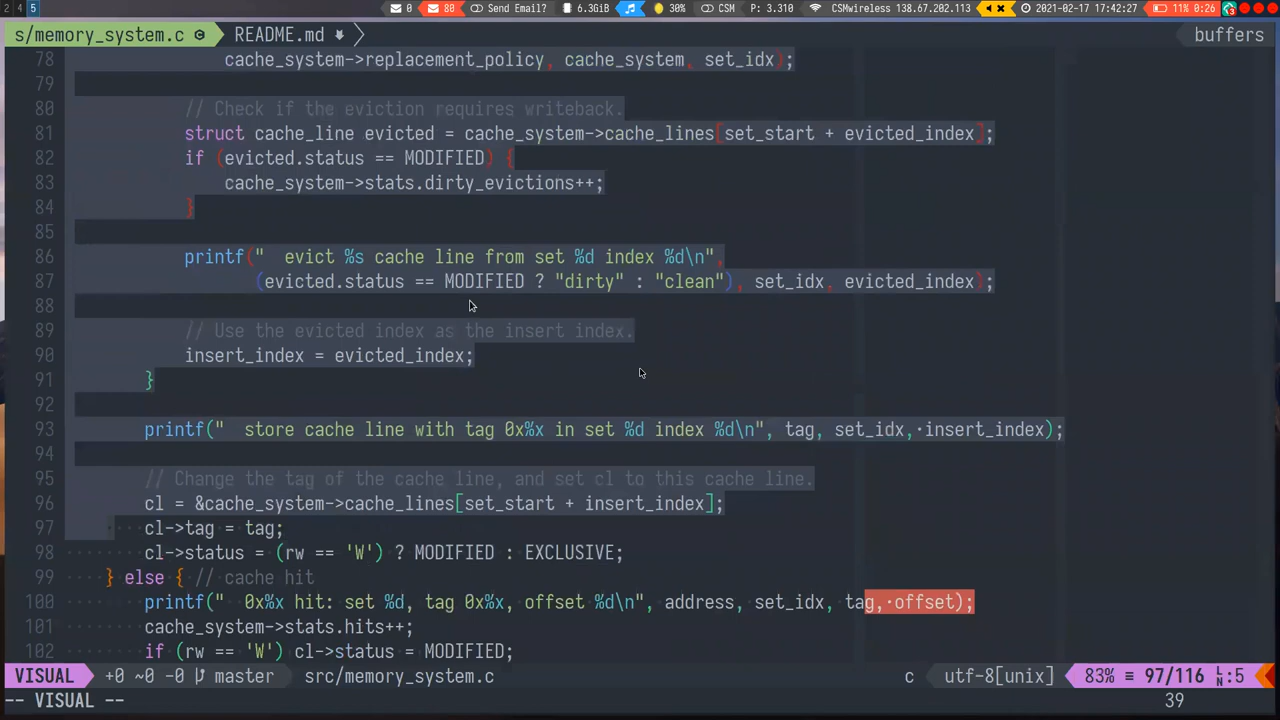 2 4 5 0 88 Send Email? 6.3GiB 30% CSM P: 3.310 CSMwireless 138.67.202.113 2021-02-17 17:42:27 11% 0:26
s/memory_system.c README.md buffers
78 cache_system->replacement_policy, cache_system, set_idx);
79
80 // Check if the eviction requires writeback.
81 struct cache_line evicted = cache_system->cache_lines[set_start + evicted_index];
82 if (evicted.status == MODIFIED) {
83 cache_system->stats.dirty_evictions++;
84 }
85
86 printf("  evict %s cache line from set %d index %d\n",
87 (evicted.status == MODIFIED ? "dirty" : "clean"), set_idx, evicted_index);
88
89 // Use the evicted index as the insert index.
90 insert_index = evicted_index;
91 }
92
93 printf("  store cache line with tag 0x%x in set %d index %d\n", tag, set_idx,·insert_index);
94
95 // Change the tag of the cache line, and set cl to this cache line.
96 cl = &cache_system->cache_lines[set_start + insert_index];
97 cl->tag = tag;
98 cl->status = (rw == 'W') ? MODIFIED : EXCLUSIVE;
99 } else { // cache hit
100 printf("  0x%x hit: set %d, tag 0x%x, offset %d\n", address, set_idx, tag,·offset);
101 cache_system->stats.hits++;
102 if (rw == 'W') cl->status = MODIFIED;
VISUAL +0 ~0 -0 master src/memory_system.c c utf-8[unix] 83% ≡ 97/116 LN:5
-- VISUAL -- 39